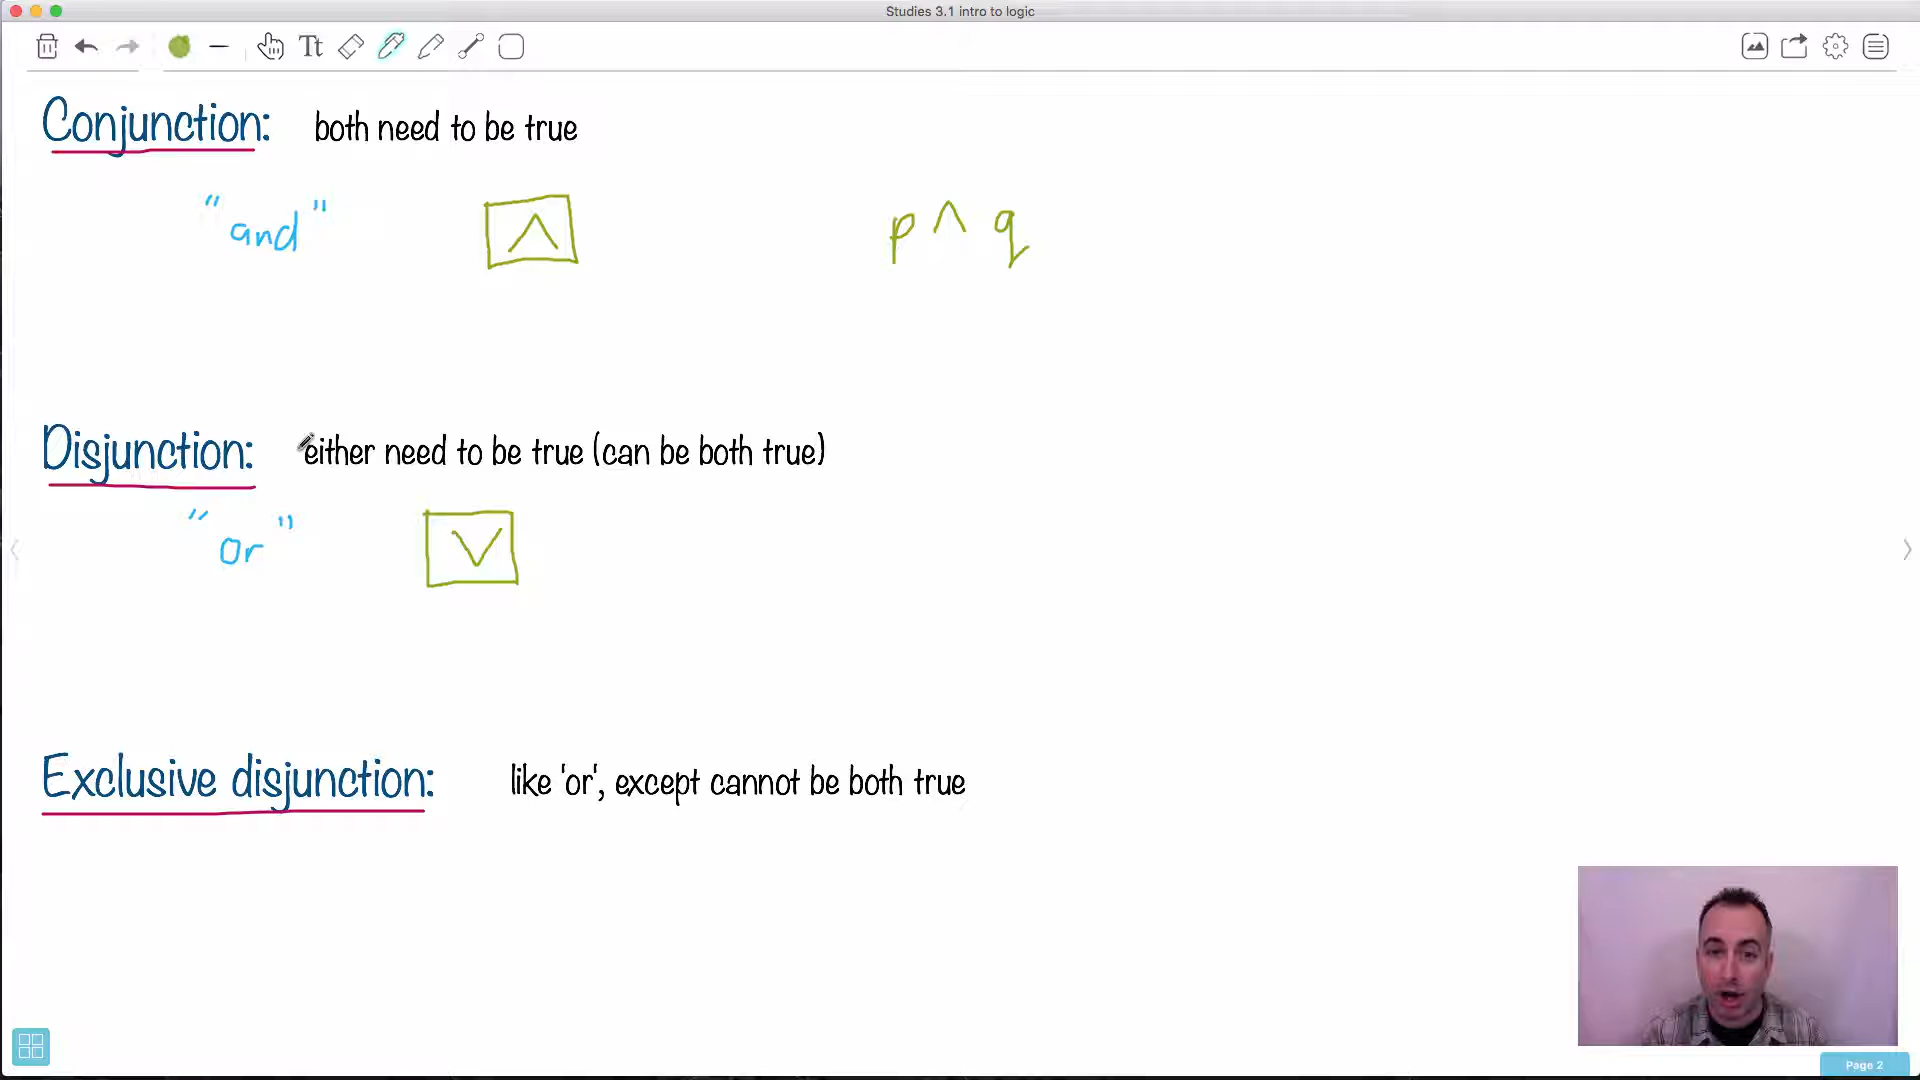 Studies 3.1 intro to logic
Tt
Conjunction: both need to be true
"and" ∧ p ∧ q
Disjunction: either need to be true (can be both true)
"or" ∨
Exclusive disjunction: like 'or', except cannot be both true
Page 2